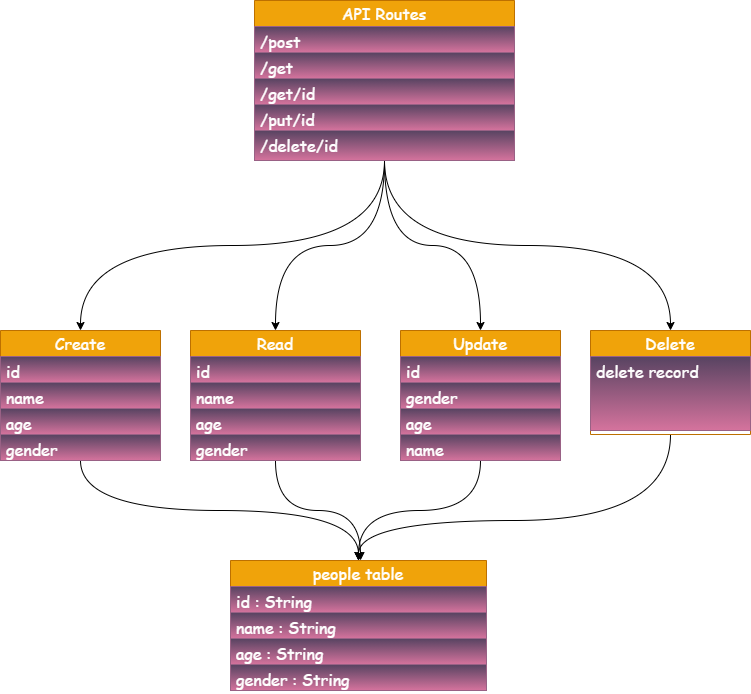 API Routes
/post
/get
/get/id
/put/id
/delete/id
Create
id
name
age
gender
Read
id
name
age
gender
Update
id
gender
age
name
Delete
delete record
people table
id : String
name : String
age : String
gender : String